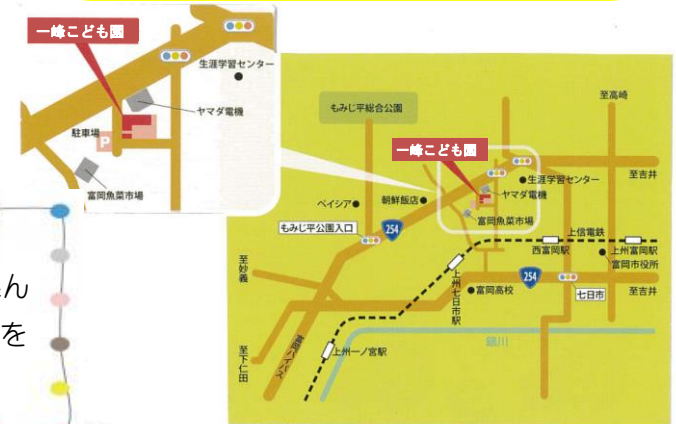 一峰こども園
生涯学習センター
ヤマダ電機
駐車場
P
富岡魚菜市場
もみじ平総合公園
至高崎
一峰こども園
至吉井
生涯学習センター
ヤマダ電機
ベイシア
朝鮮飯店
富岡魚菜市場
もみじ平公園入口
254
上信電鉄
西富岡駅
上州富岡駅
富岡市役所
至妙義
上州七日市駅
254
富岡高校
七日市
至吉井
富岡バイパス
鏑川
至下仁田
上州一ノ宮駅
ん
を